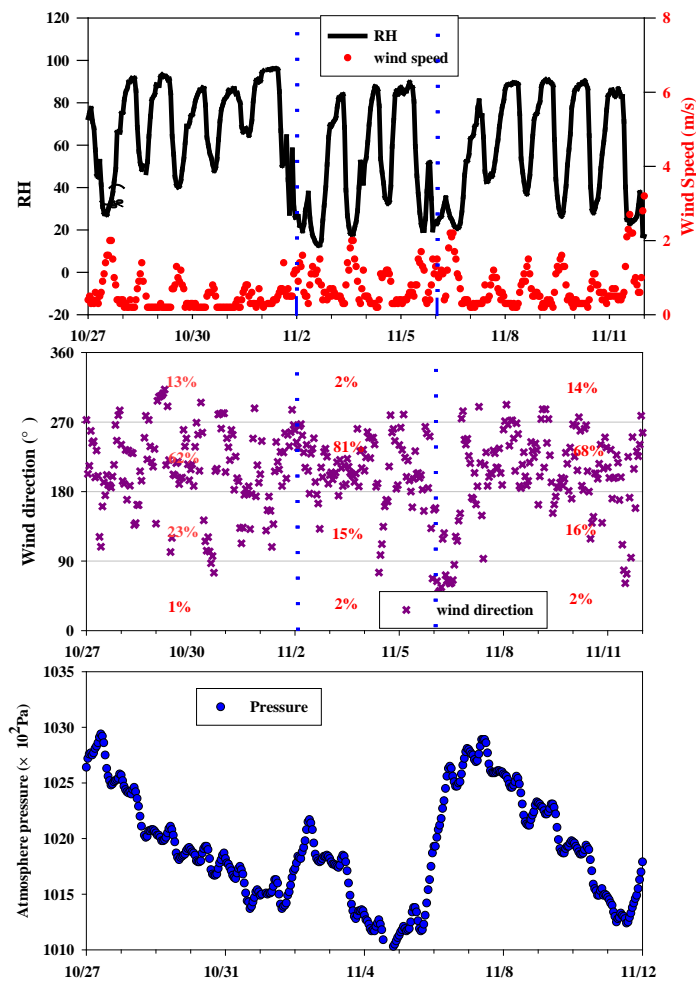 120
100
80
60
40
20
0
-20
RH
RH
wind speed
8
6
4
2
0
Wind Speed (m/s)
10/27 10/30 11/2 11/5 11/8 11/11
360
270
180
90
0
Wind direction (°)
13% 2% 14%
62% 81% 68%
23% 15% 16%
1% 2% 2%
wind direction
10/27 10/30 11/2 11/5 11/8 11/11
1035
1030
1025
1020
1015
1010
Atmosphere pressure (× 10²Pa)
Pressure
10/27 10/31 11/4 11/8 11/12